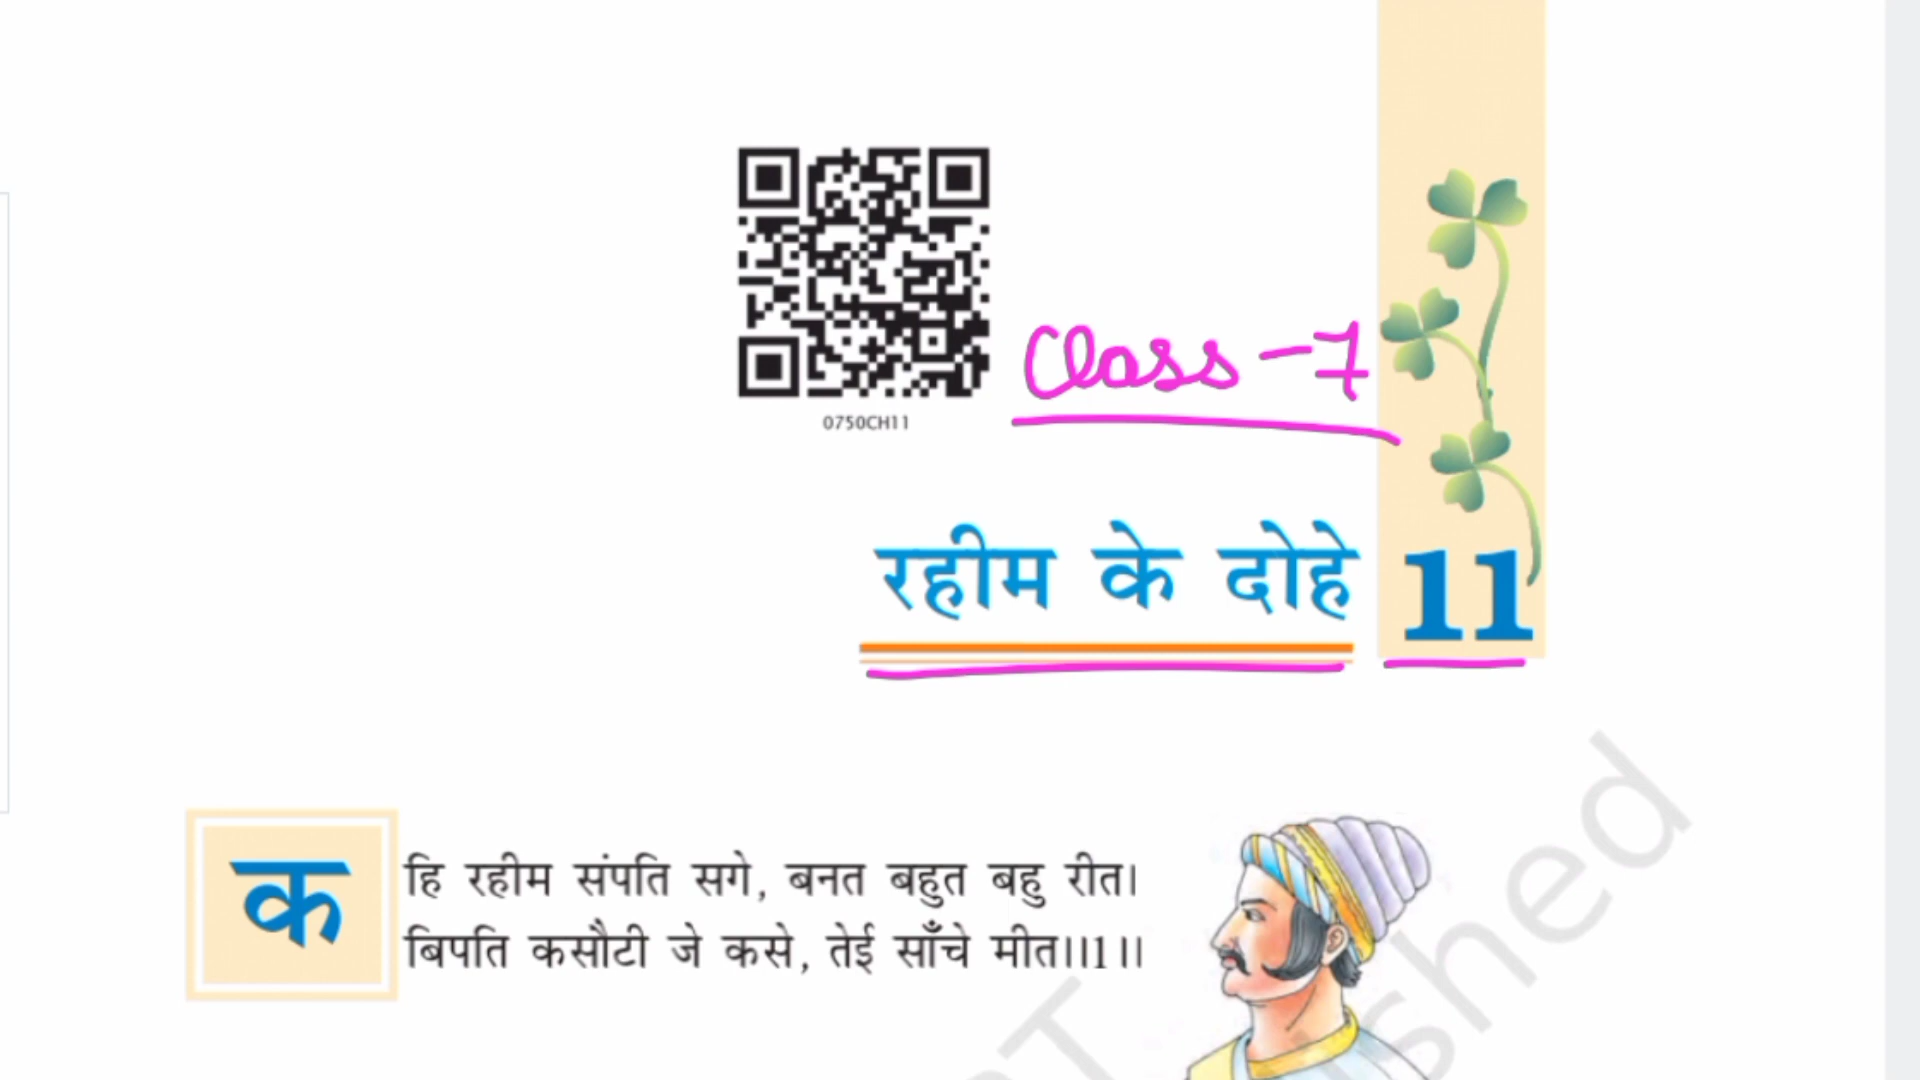 0750CH11
Class - 7
रहीम के दोहे 11
कहि रहीम संपति सगे, बनत बहुत बहु रीत।
बिपति कसौटी जे कसे, तेई साँचे मीत।।1।।